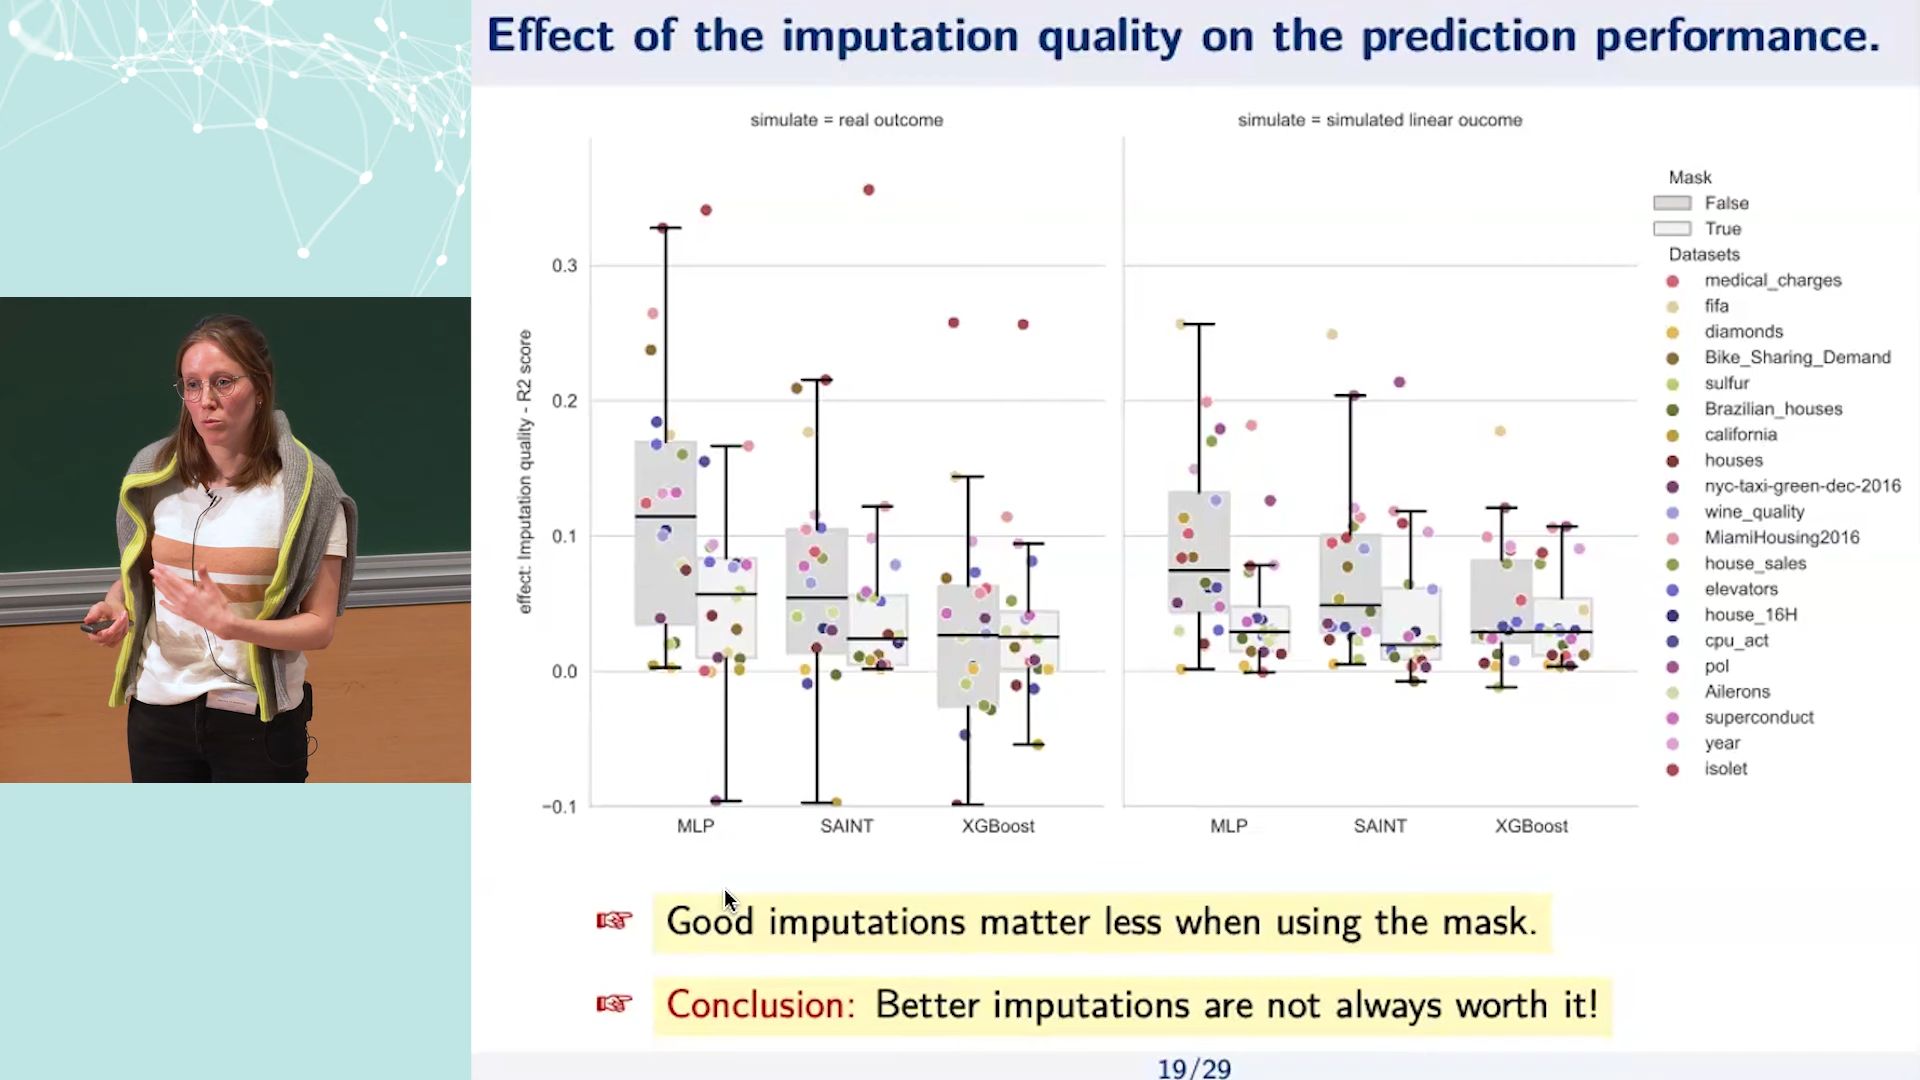 Effect of the imputation quality on the prediction performance.
simulate = real outcome
simulate = simulated linear oucome
effect: Imputation quality - R2 score
0.3
0.2
0.1
0.0
−0.1
MLP
SAINT
XGBoost
MLP
SAINT
XGBoost
Mask
False
True
Datasets
medical_charges
fifa
diamonds
Bike_Sharing_Demand
sulfur
Brazilian_houses
california
houses
nyc-taxi-green-dec-2016
wine_quality
MiamiHousing2016
house_sales
elevators
house_16H
cpu_act
pol
Ailerons
superconduct
year
isolet
Good imputations matter less when using the mask.
Conclusion: Better imputations are not always worth it!
19/29